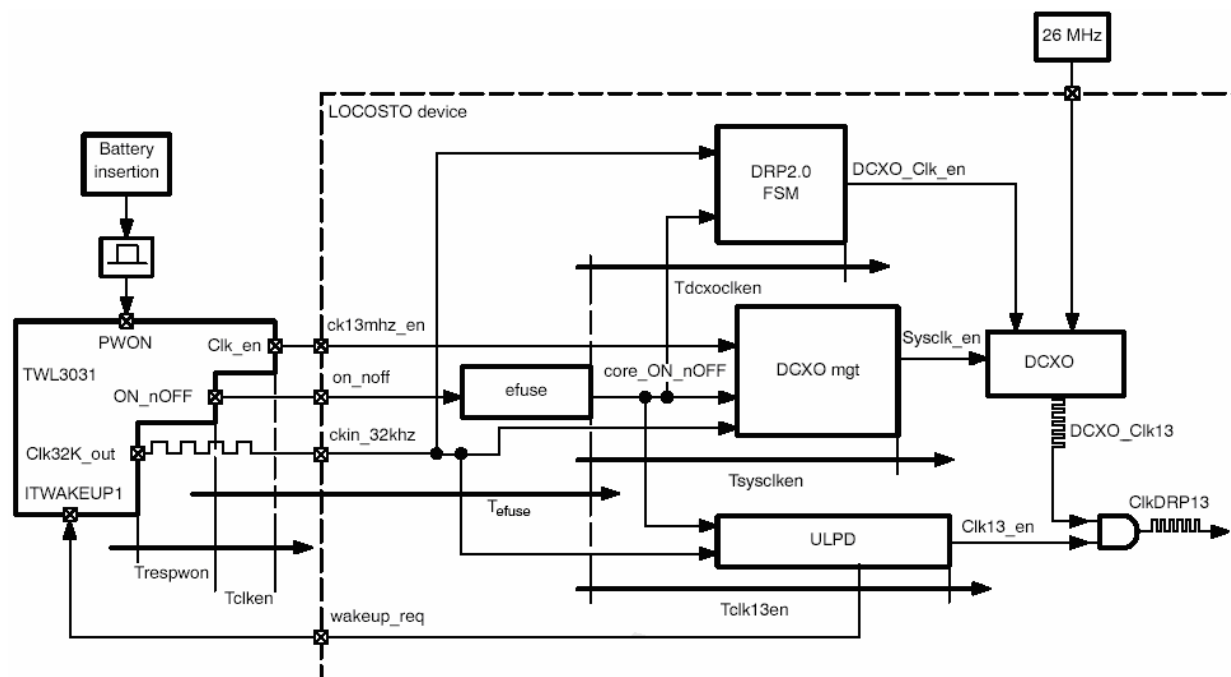 26 MHz
LOCOSTO device
Battery
insertion
DRP2.0
FSM
DCXO_Clk_en
Tdcxoclken
PWON
Clk_en
ck13mhz_en
Sysclk_en
TWL3031
DCXO
DCXO mgt
ON_nOFF
on_noff
efuse
core_ON_nOFF
DCXO_Clk13
Clk32K_out
ckin_32khz
Tsysclken
ITWAKEUP1
Tefuse
ClkDRP13
Clk13_en
ULPD
Trespwon
Tclken
Tclk13en
wakeup_req